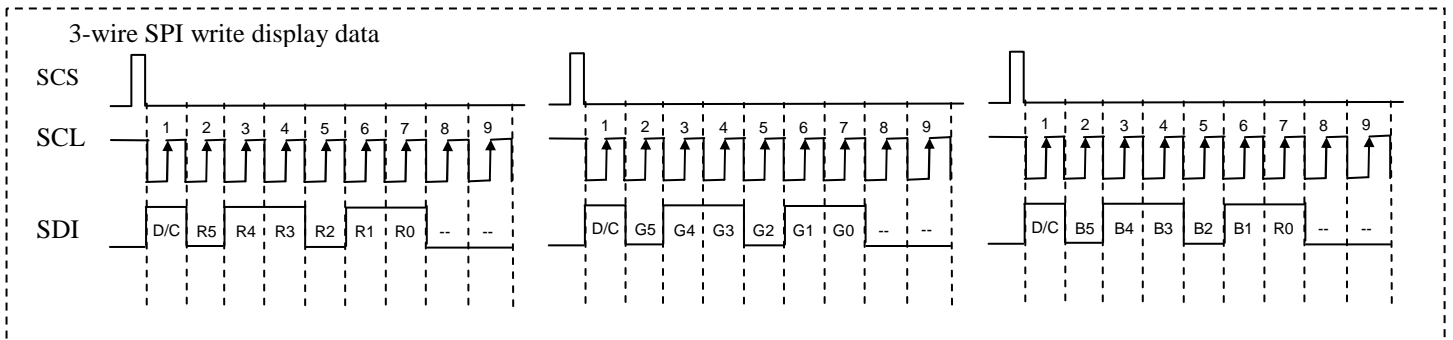 3-wire SPI write display data
SCS
SCL
1 2 3 4 5 6 7 8 9
1 2 3 4 5 6 7 8 9
1 2 3 4 5 6 7 8 9
SDI
D/C R5 R4 R3 R2 R1 R0 -- --
D/C G5 G4 G3 G2 G1 G0 -- --
D/C B5 B4 B3 B2 B1 R0 -- --